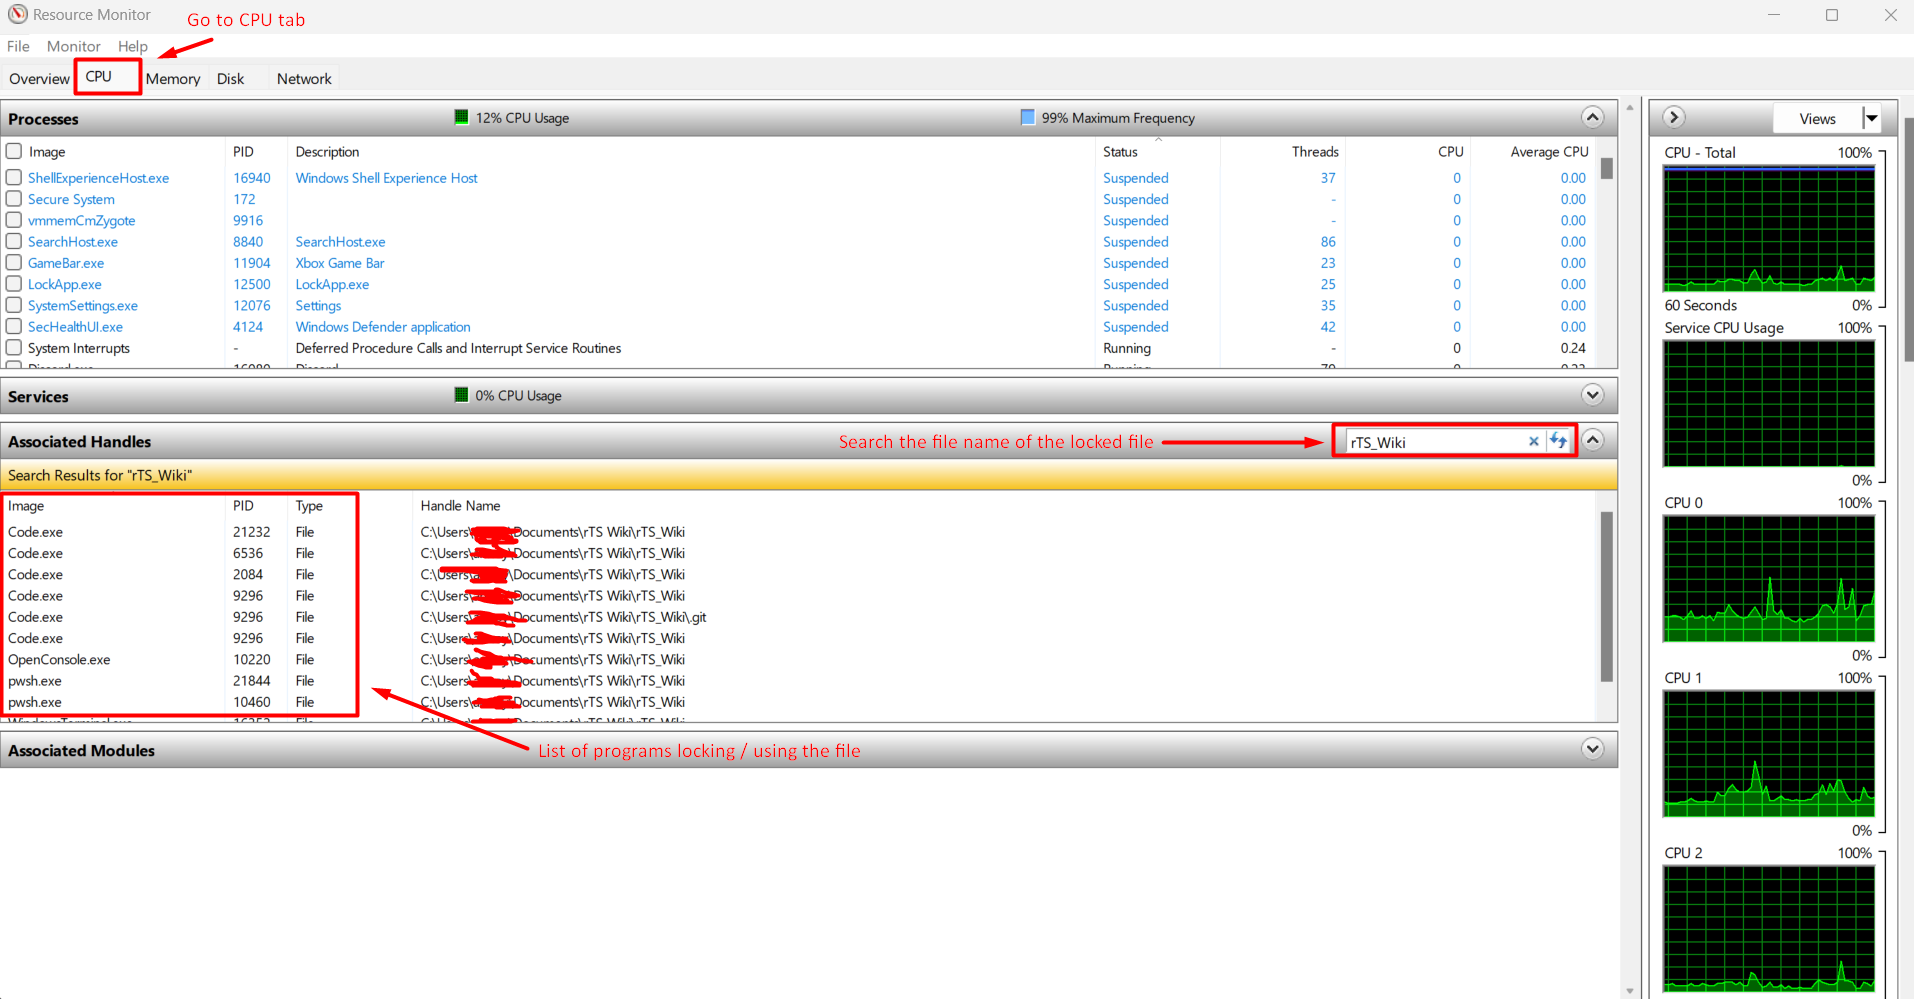 Resource Monitor
Go to CPU tab
File Monitor Help
Overview CPU Memory Disk Network
Processes 12% CPU Usage 99% Maximum Frequency
Image PID Description Status Threads CPU Average CPU
ShellExperienceHost.exe 16940 Windows Shell Experience Host Suspended 37 0 0.00
Secure System 172 Suspended - 0 0.00
vmmemCmZygote 9916 Suspended - 0 0.00
SearchHost.exe 8840 SearchHost.exe Suspended 86 0 0.00
GameBar.exe 11904 Xbox Game Bar Suspended 23 0 0.00
LockApp.exe 12500 LockApp.exe Suspended 25 0 0.00
SystemSettings.exe 12076 Settings Suspended 35 0 0.00
SecHealthUI.exe 4124 Windows Defender application Suspended 42 0 0.00
System Interrupts - Deferred Procedure Calls and Interrupt Service Routines Running - 0 0.24
Services 0% CPU Usage
Associated Handles Search the file name of the locked file rTS_Wiki
Search Results for "rTS_Wiki"
Image PID Type Handle Name
Code.exe 21232 File C:\Users\ Documents\rTS Wiki\rTS_Wiki
Code.exe 6536 File C:\Users\ \Documents\rTS Wiki\rTS_Wiki
Code.exe 2084 File C:\Users\ \Documents\rTS Wiki\rTS_Wiki
Code.exe 9296 File C:\Users\ \Documents\rTS Wiki\rTS_Wiki
Code.exe 9296 File C:\Users\ Documents\rTS Wiki\rTS_Wiki\.git
Code.exe 9296 File C:\Users \Documents\rTS Wiki\rTS_Wiki
OpenConsole.exe 10220 File C:\Users\ Documents\rTS Wiki\rTS_Wiki
pwsh.exe 21844 File C:\Users\ Documents\rTS Wiki\rTS_Wiki
pwsh.exe 10460 File C:\Users\ Documents\rTS Wiki\rTS_Wiki
Associated Modules
List of programs locking / using the file
Views
CPU - Total 100%
60 Seconds 0%
Service CPU Usage 100%
0%
CPU 0 100%
0%
CPU 1 100%
0%
CPU 2 100%